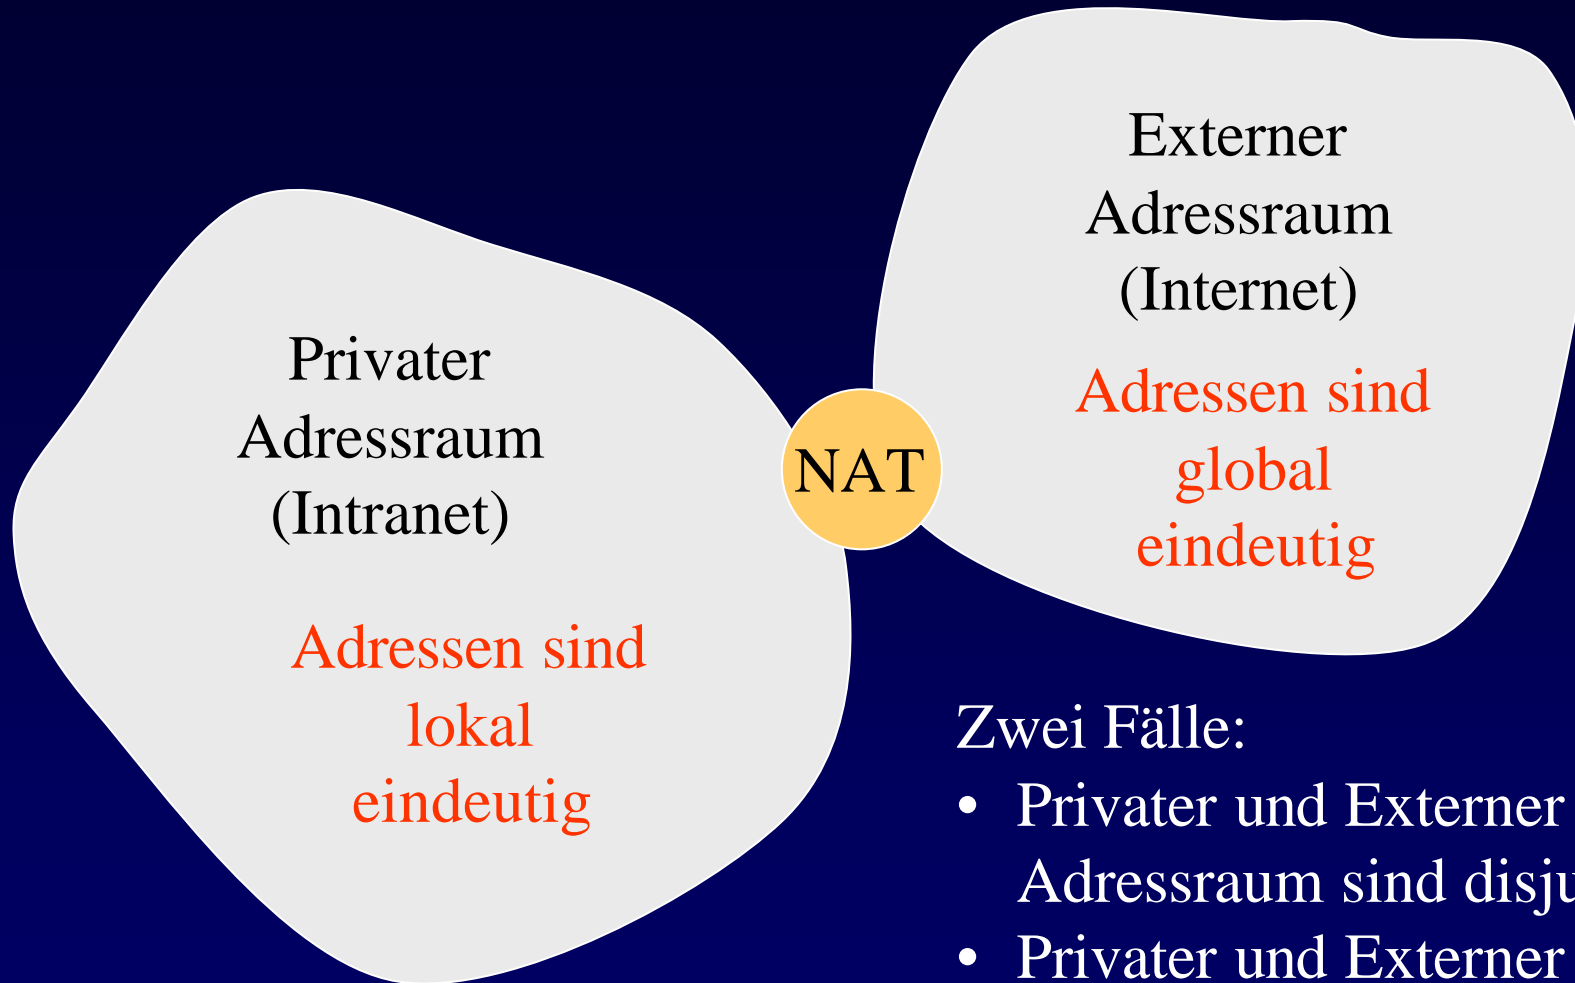 Privater
Adressraum
(Intranet)
Adressen sind
lokal
eindeutig
NAT
Externer
Adressraum
(Internet)
Adressen sind
global
eindeutig
Zwei Fälle:
• Privater und Externer
Adressraum sind
• Privater und Externer